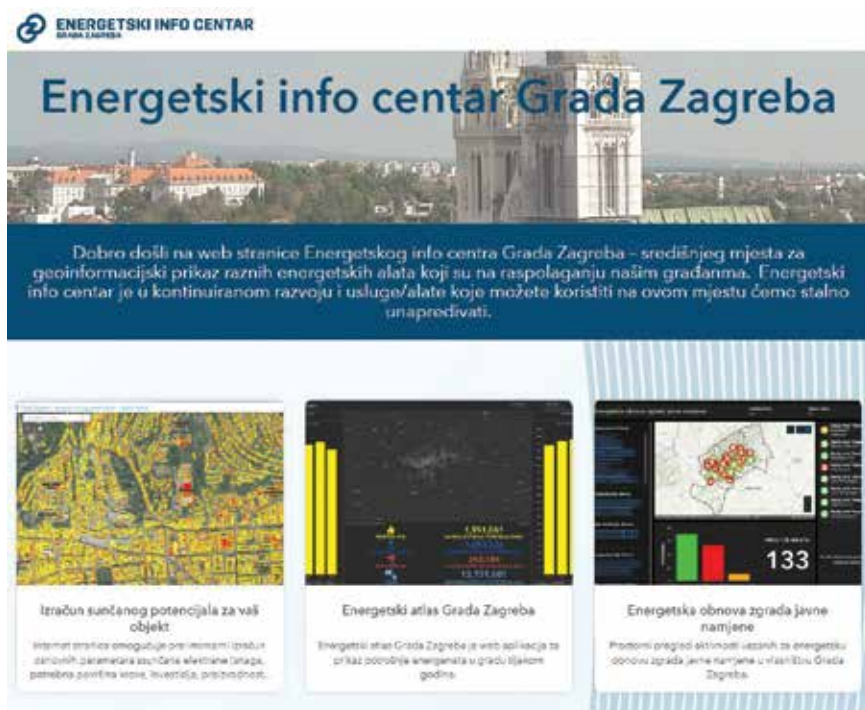 ENERGETSKI INFO CENTAR
GRADA ZAGREBA
Energetski info centar Grada Zagreba
Dobro došli na web stranice Energetskog info centra Grada Zagreba – središnjeg mjesta za
geoinformacijski prikaz raznih energetskih alata koji su na raspolaganju našim građanma. Energetski
info centar je u kontinuiranom razvoju i usluge/alate koje možete koristiti na ovom mjestu ćemo stalno
unapređivati.
133
Izračun sunčanog potencijala za vaš
objekt
Internet stranica omogućuje preliminarni izračun
osnovnih parametara sunčane elektrane (snaga,
potrebna površina krova, investicija, proizvodnost...
Energetski atlas Grada Zagreba
Energetski atlas Grada Zagreba je web aplikacija za
prikaz potrošnje energenata u gradu tijekom
godina.
Energetska obnova zgrada javne
namjene
Prostorni pregled aktivnosti vezanih za energetsku
obnovu zgrada javne namjene u vlasništvu Grada
Zagreba.